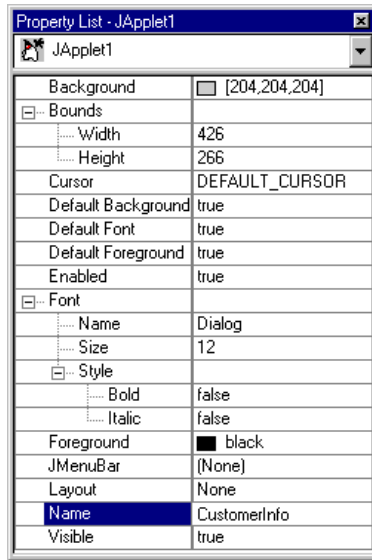 Property List - JApplet1
JApplet1
Background [204,204,204]
Bounds
Width 426
Height 266
Cursor DEFAULT_CURSOR
Default Background true
Default Font true
Default Foreground true
Enabled true
Font
Name Dialog
Size 12
Style
Bold false
Italic false
Foreground black
JMenuBar (None)
Layout None
Name CustomerInfo
Visible true